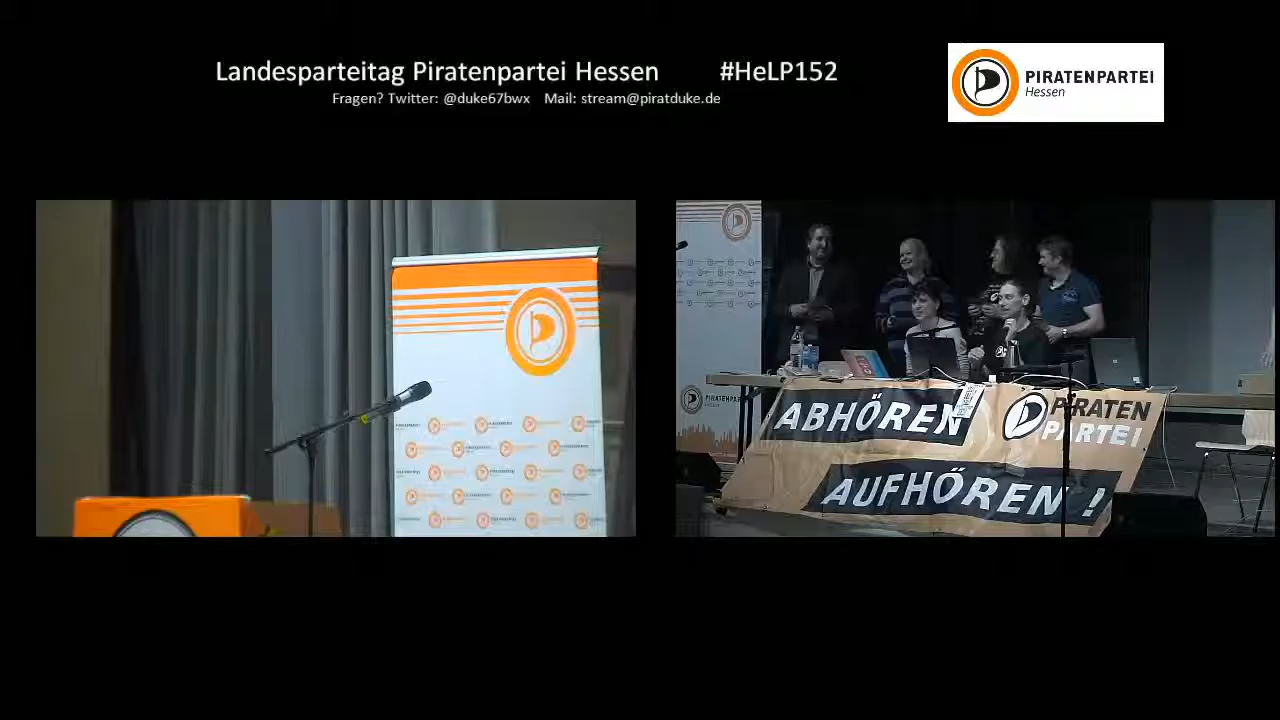 Landesparteitag Piratenpartei Hessen #HeLP152
Fragen? Twitter: @duke67bwx Mail: stream@piratduke.de
PIRATENPARTEI
Hessen
ABHÖREN
PIRATEN
PARTEI
AUFHÖREN !